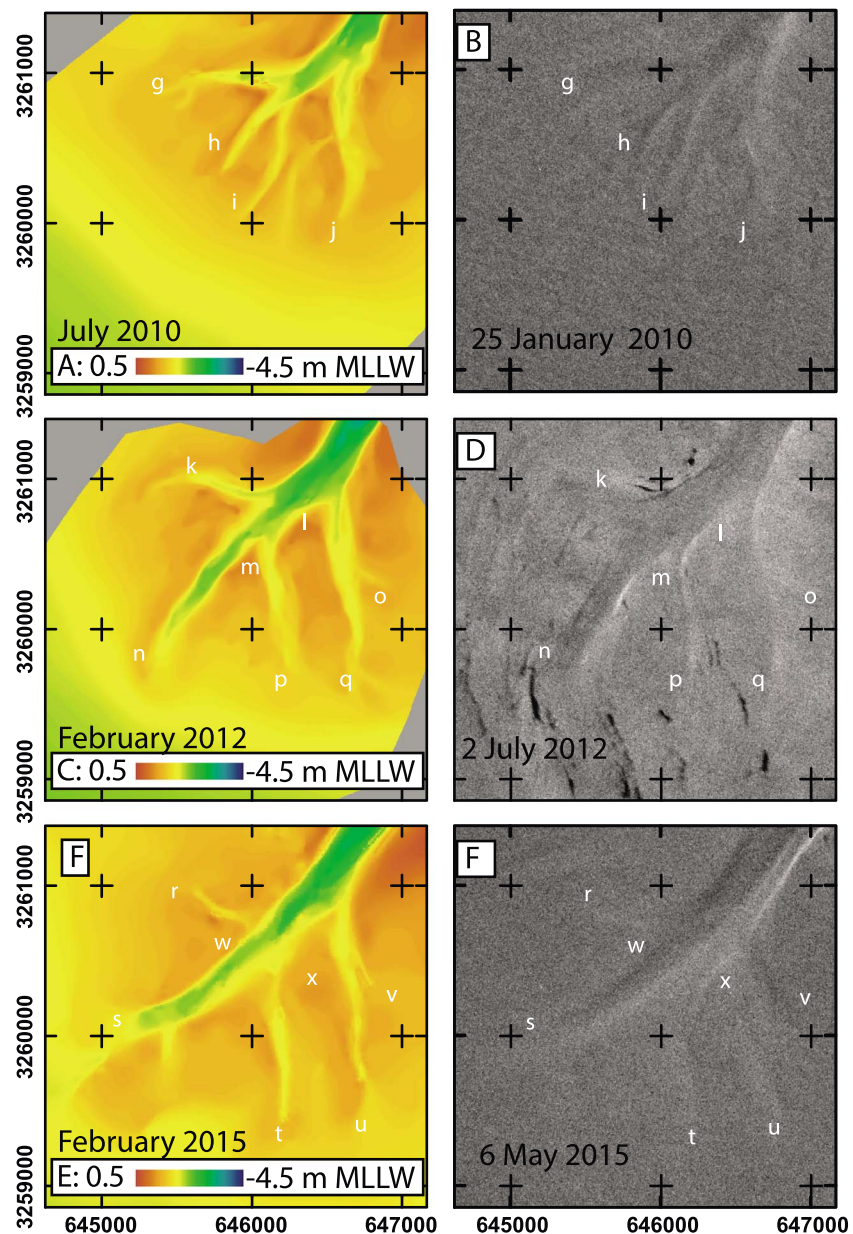 3261000
3260000
3259000
g
h
i
j
July 2010
A: 0.5 -4.5 m MLLW
B
g
h
i
j
25 January 2010
3261000
3260000
3259000
k
l
m
o
n
p
q
February 2012
C: 0.5 -4.5 m MLLW
D
k
l
m
o
n
p
q
2 July 2012
3261000
3260000
3259000
F
r
w
x
v
s
t
u
February 2015
E: 0.5 -4.5 m MLLW
F
r
w
x
v
s
t
u
6 May 2015
645000 646000 647000
645000 646000 647000